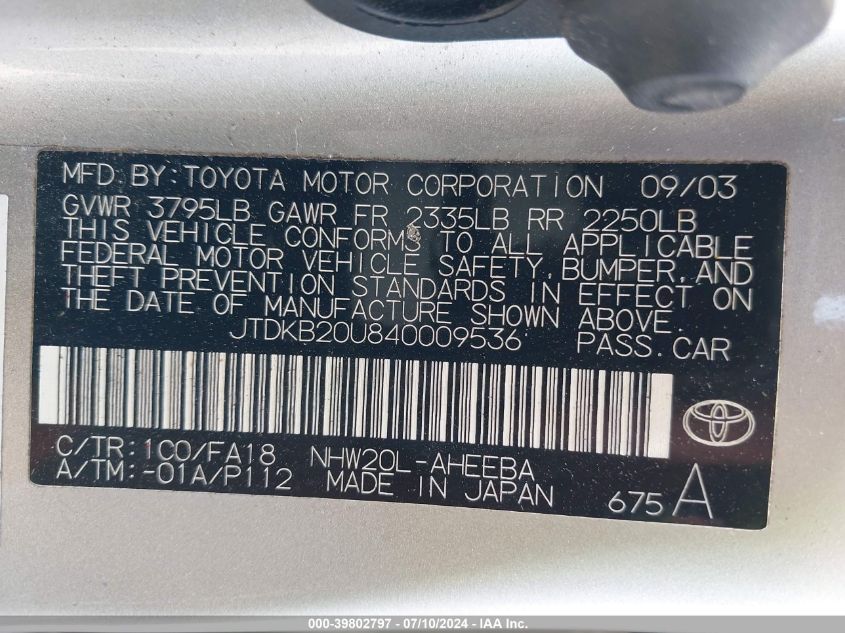 MFD.BY:TOYOTA MOTOR CORPORATION 09/03
GVWR 3795LB GAWR FR 2335LB RR 2250LB
THIS VEHICLE CONFORMS TO ALL APPLICABLE
FEDERAL MOTOR VEHICLE SAFETY,BUMPER,AND
THEFT PREVENTION STANDARDS IN EFFECT ON
THE DATE OF MANUFACTURE SHOWN ABOVE.
JTDKB20U840009536 PASS.CAR
C/TR:1C0/FA18 NHW20L-AHEEBA
A/TM:-01A/P112 MADE IN JAPAN 675 A
000-39802797 - 07/10/2024 - IAA Inc.